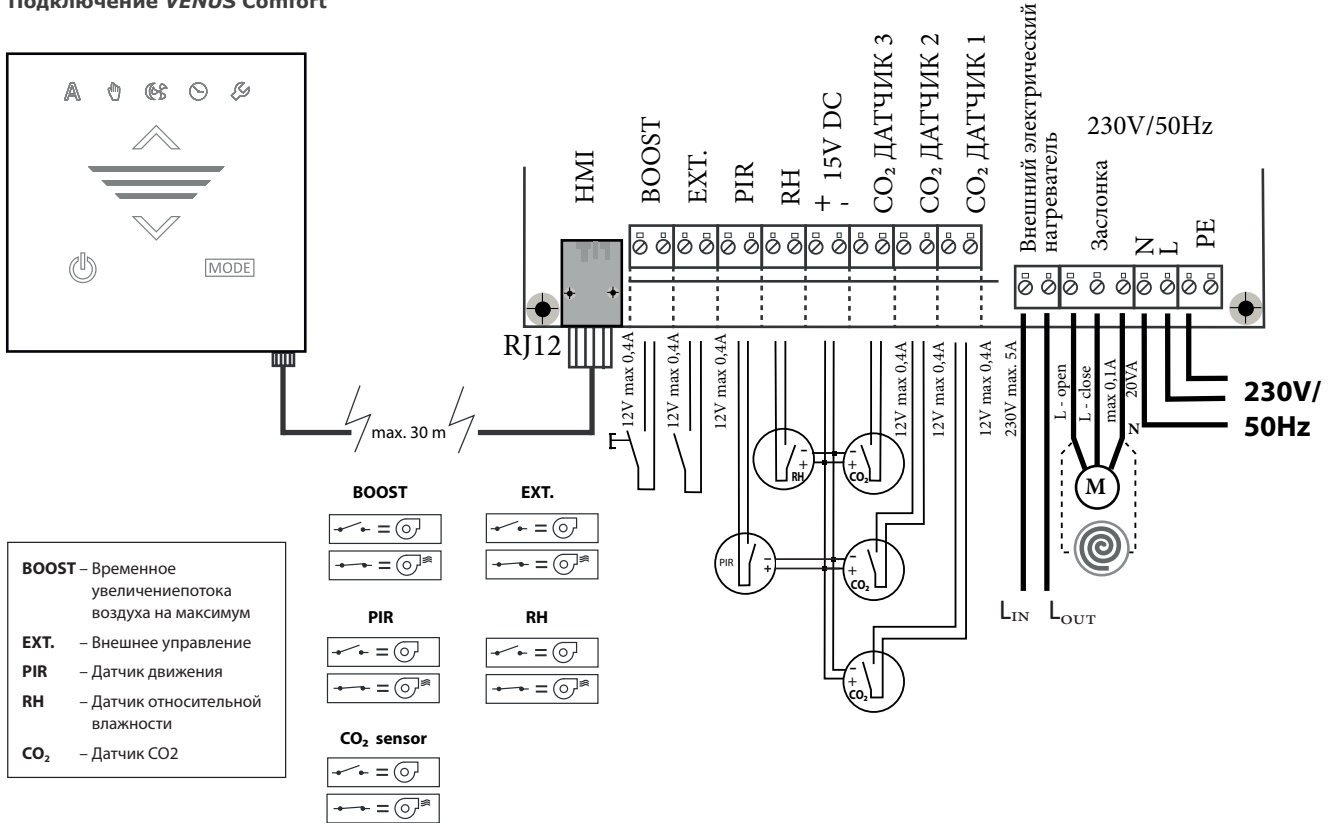 Подключение VENUS Comfort
A
MODE
max. 30 m
HMI
BOOST
EXT.
PIR
RH
+ 15V DC
-
CO₂ ДАТЧИК 3
CO₂ ДАТЧИК 2
CO₂ ДАТЧИК 1
Внешний электрический
нагреватель
Заслонка
230V/50Hz
N
L
PE
RJ12
12V max 0,4A
12V max 0,4A
12V max 0,4A
12V max 0,4A
12V max 0,4A
12V max 0,4A
230V max. 5A
L - open
L - close
max 0,1A
20VA
N
230V/
50Hz
- +
RH
- +
CO₂
PIR
- +
- +
CO₂
- +
CO₂
M
LIN
LOUT
BOOST
=
=
EXT.
=
=
PIR
=
=
RH
=
=
CO₂ sensor
=
=
BOOST – Временное
увеличениепотока
воздуха на максимум
EXT. – Внешнее управление
PIR – Датчик движения
RH – Датчик относительной
влажности
CO₂ – Датчик CO2